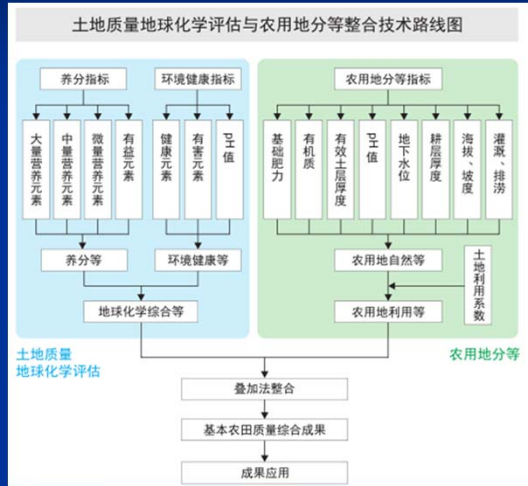 土地质量地球化学评估与农用地分等整合技术路线图
养分指标
环境健康指标
农用地分等指标
大量营养元素
中量营养元素
微量营养元素
有益元素
健康元素
有害元素
pH值
基础肥力
有机质
有效土层厚度
pH值
地下水位
耕层厚度
海拔、坡度
灌溉、排涝
养分等
环境健康等
农用地自然等
土地利用系数
地球化学综合等
农用地利用等
土地质量
地球化学评估
农用地分等
叠加法整合
基本农田质量综合成果
成果应用